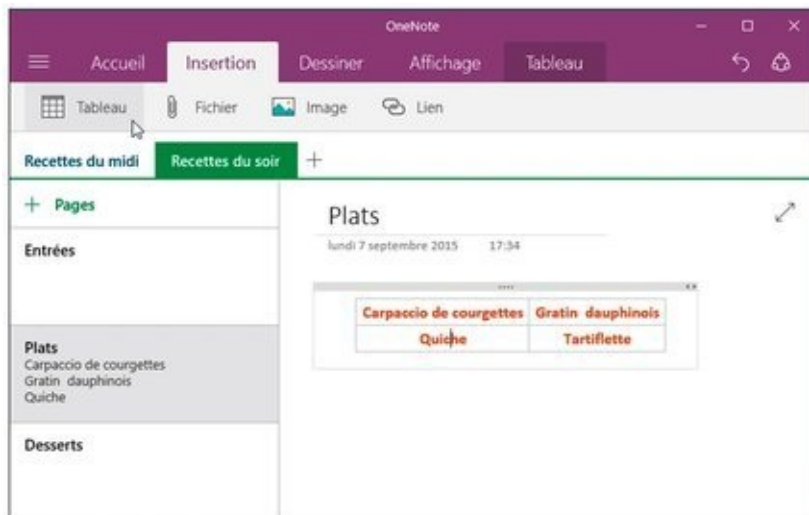 OneNote
Accueil Insertion Dessiner Affichage Tableau
Tableau Fichier Image Lien
Recettes du midi Recettes du soir +
+ Pages
Entrées
Plats
Carpaccio de courgettes
Gratin dauphinois
Quiche
Desserts
Plats
lundi 7 septembre 2015 17:34
Carpaccio de courgettes Gratin dauphinois
Quiche Tartiflette